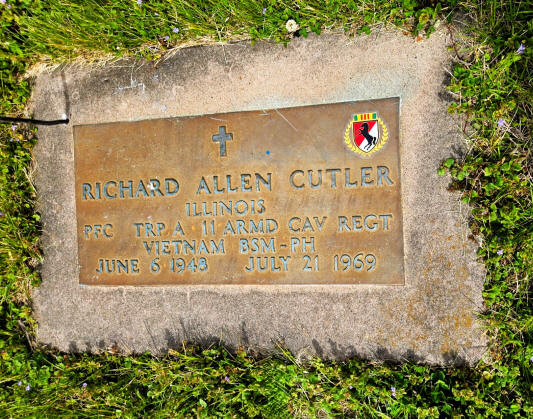 RICHARD ALLEN CUTLER
ILLINOIS
PFC TRP A 11 ARMD CAV REGT
VIETNAM BSM-PH
JUNE 6 1948 JULY 21 1969